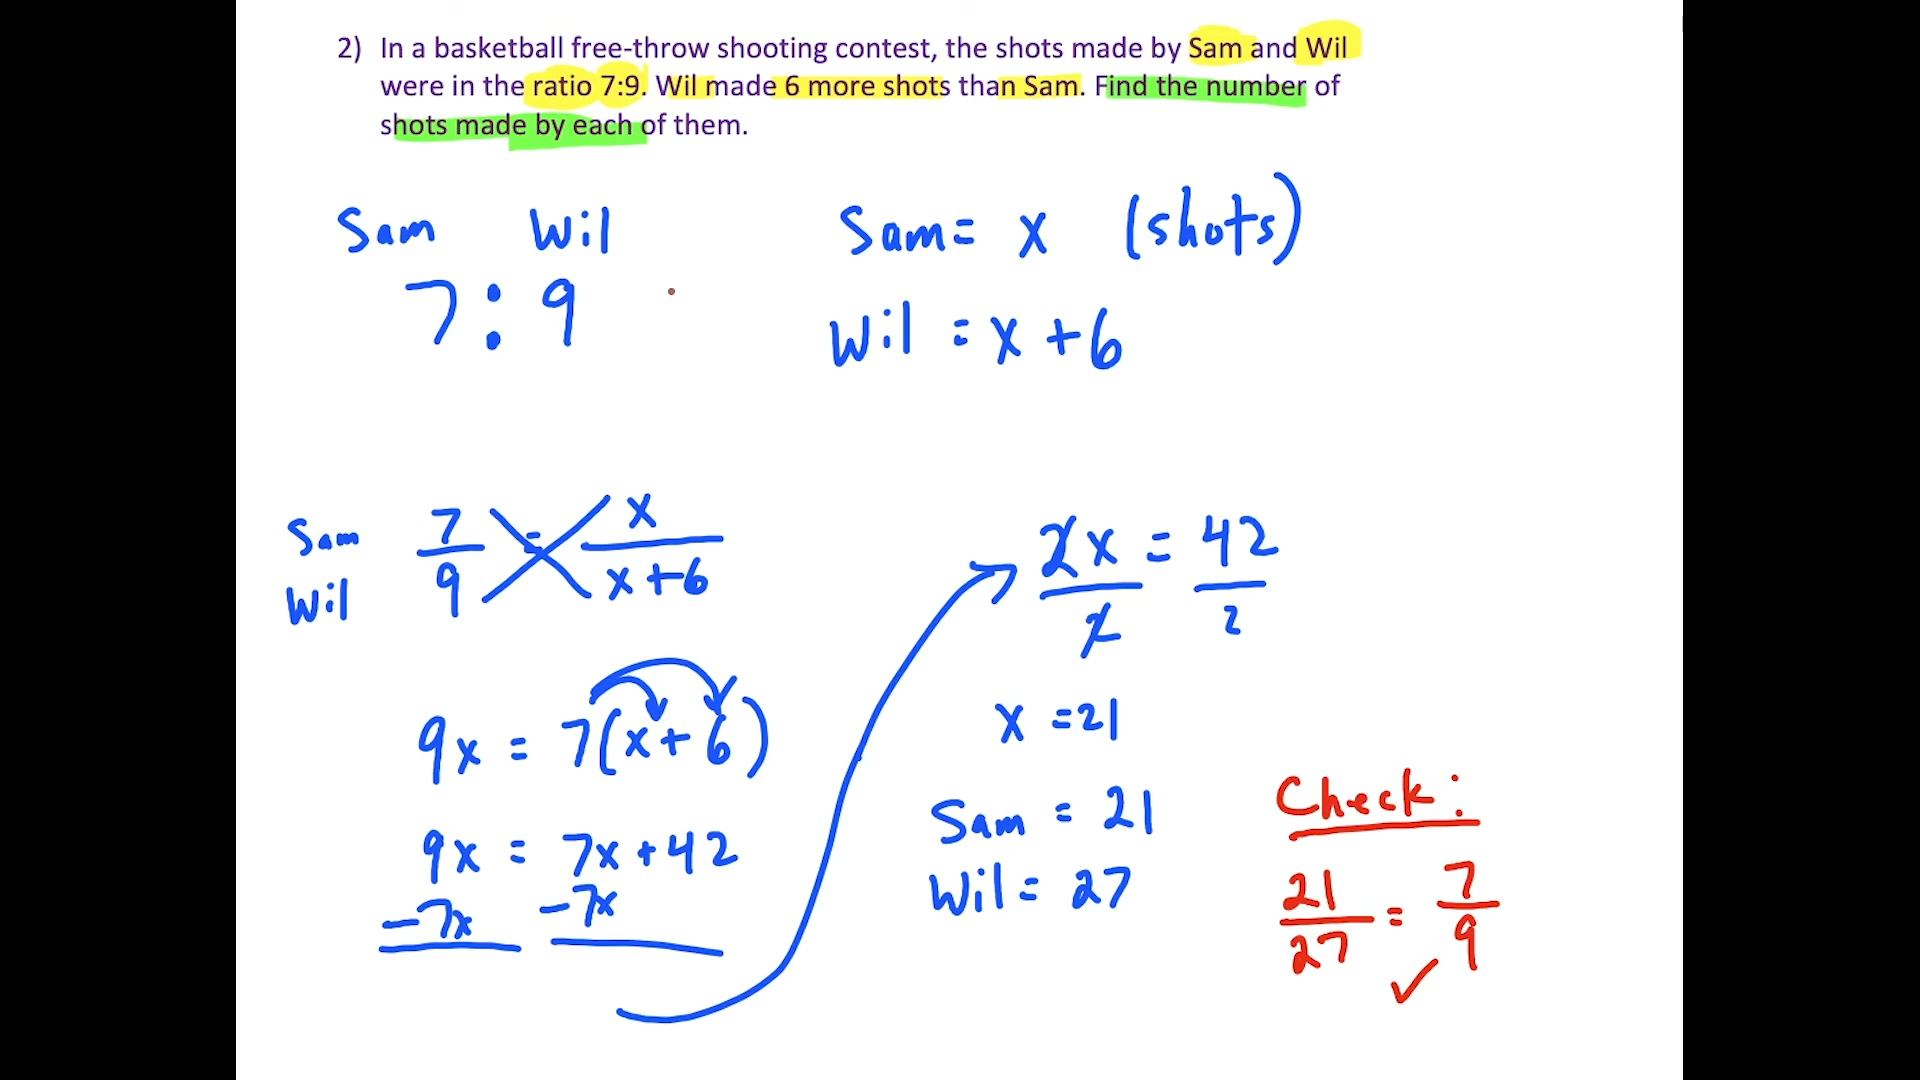 2) In a basketball free-throw shooting contest, the shots made by Sam and Wil
were in the ratio 7:9. Wil made 6 more shots than Sam. Find the number of
shots made by each of them.
Sam Wil
7 : 9
Sam = x (shots)
Wil = x + 6
Sam 7 = x
Wil 9 x+6
9x = 7(x+6)
9x = 7x+42
-7x -7x
2x = 42
2 2
x = 21
Sam = 21
Wil = 27
Check:
21 = 7
27 9
✓